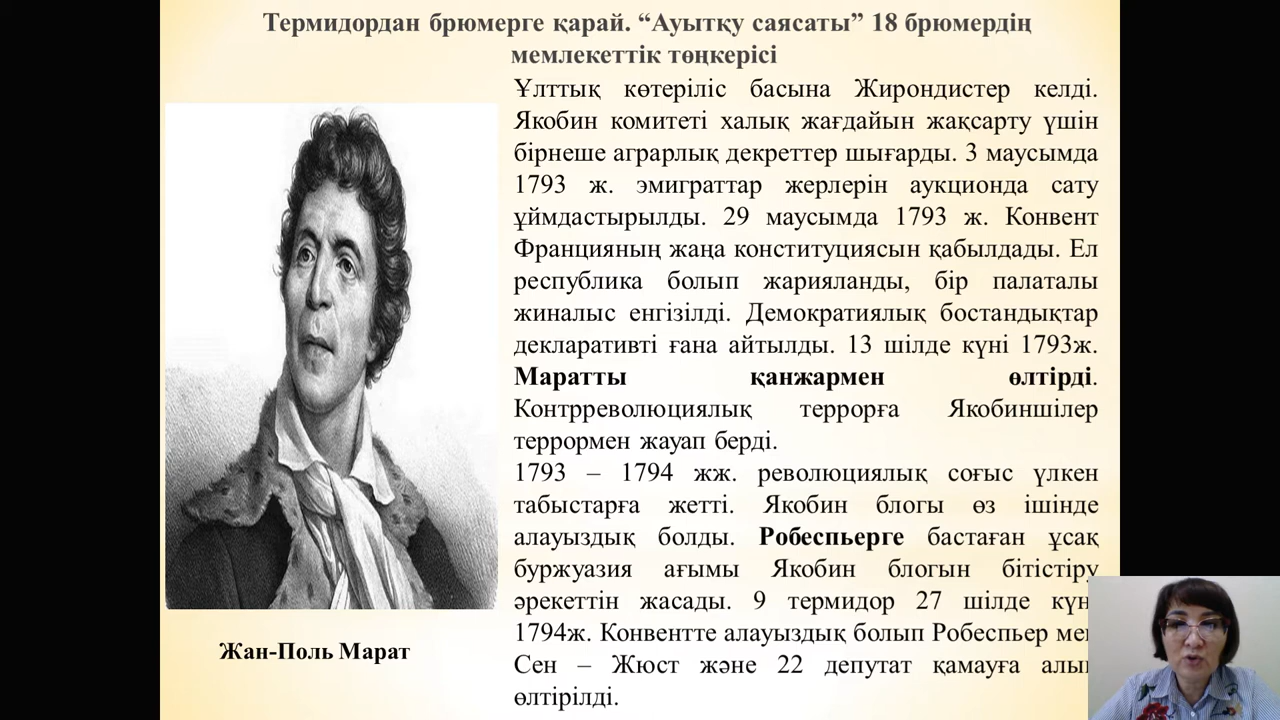 Термидордан брюмерге қарай. “Ауытқу саясаты” 18 брюмердің
мемлекеттік төңкерісі
Ұлттық көтеріліс басына Жирондистер келді.
Якобин комитеті халық жағдайын жақсарту үшін
бірнеше аграрлық декреттер шығарды. 3 маусымда
1793 ж. эмиграттар жерлерін аукционда сату
ұймдастырылды. 29 маусымда 1793 ж. Конвент
Францияның жаңа конституциясын қабылдады. Ел
республика болып жарияланды, бір палаталы
жиналыс енгізілді. Демократиялық бостандықтар
декларативті ғана айтылды. 13 шілде күні 1793ж.
Маратты қанжармен өлтірді.
Контрреволюциялық террорға Якобиншілер
террормен жауап берді.
1793 – 1794 жж. революциялық соғыс үлкен
табыстарға жетті. Якобин блогы өз ішінде
алауыздық болды. Робеспьерге бастаған ұсақ
буржуазия ағымы Якобин блогын бітістіру
әрекеттін жасады. 9 термидор 27 шілде
1794ж. Конвентте алауыздық болып Робеспьер
Сен – Жюст және 22 депутат қамауға
өлтірілді.
Жан-Поль Марат